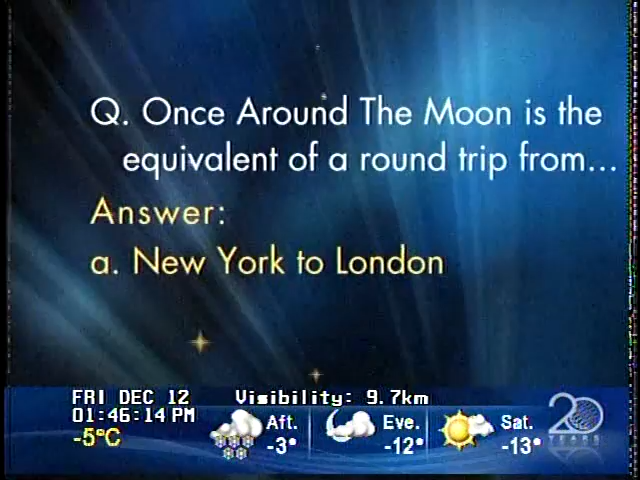 Q. Once Around The Moon is the
equivalent of a round trip from...
Answer:
a. New York to London
FRI DEC 12
Visibility: 9.7km
01:46:14 PM
-5°C
Aft.
-3°
Eve.
-12°
Sat.
-13°
20
YEARS